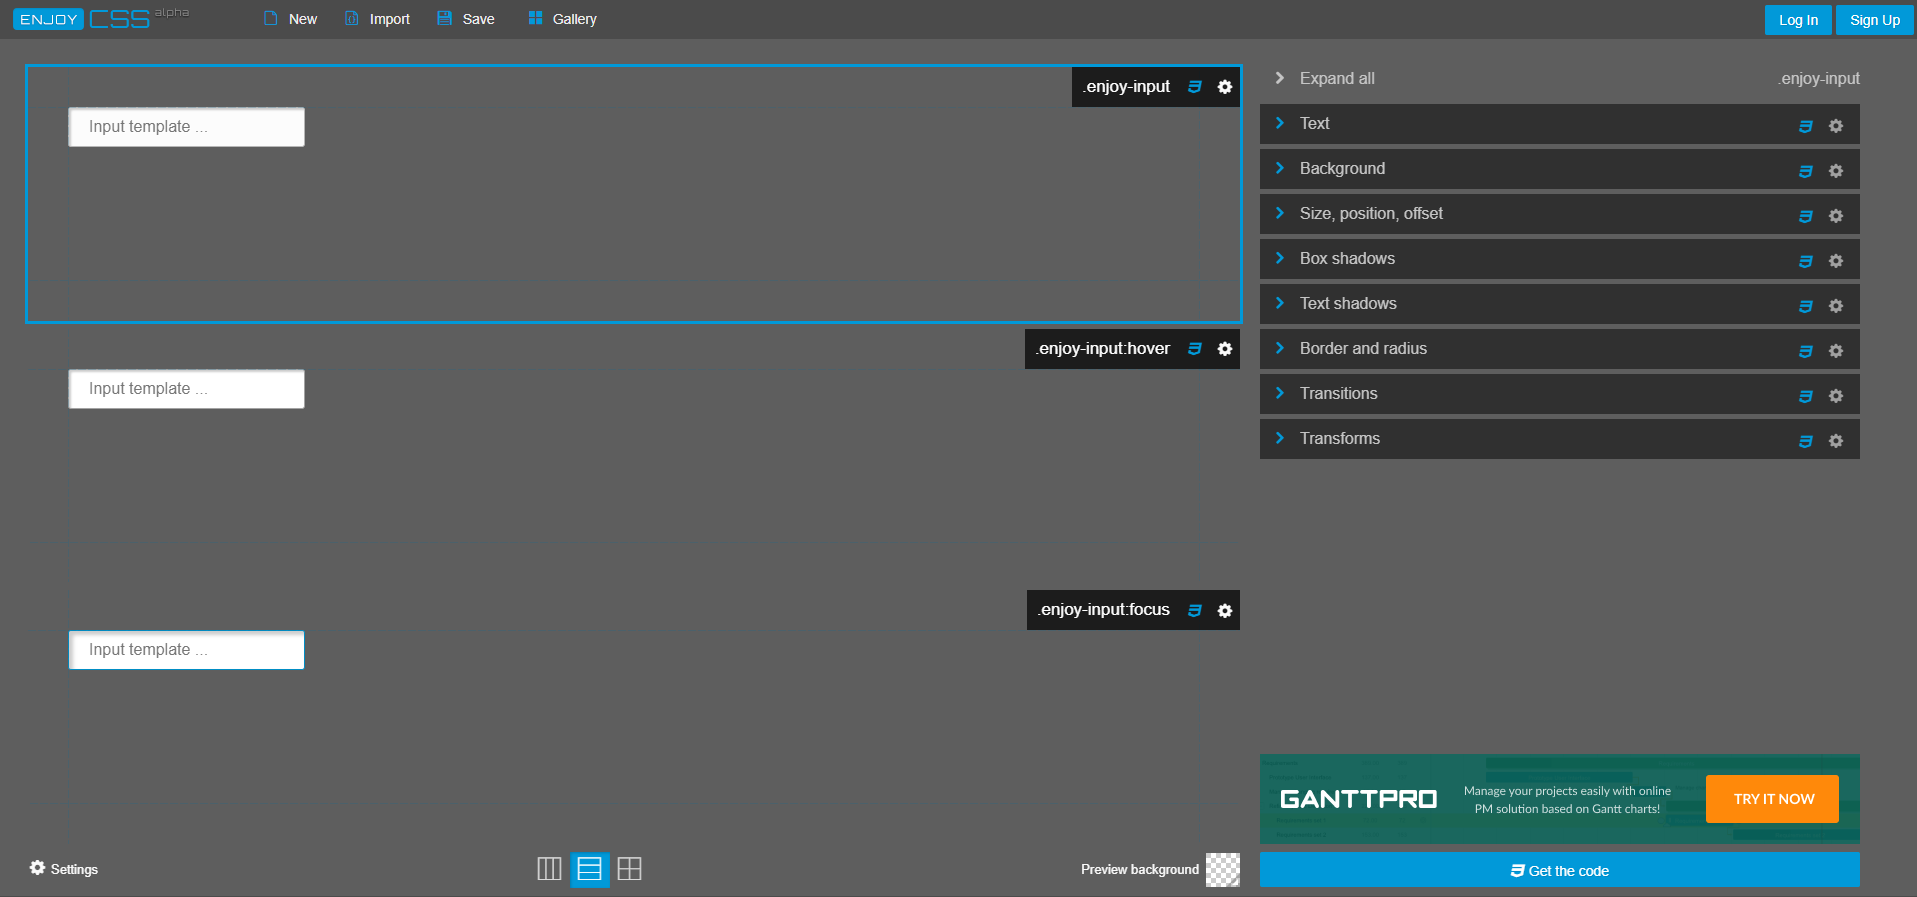 ENJOY CSS alpha
New Import Save Gallery
Log In Sign Up
.enjoy-input
Input template ...
.enjoy-input:hover
Input template ...
.enjoy-input:focus
Input template ...
Expand all .enjoy-input
Text
Background
Size, position, offset
Box shadows
Text shadows
Border and radius
Transitions
Transforms
GANTTPRO
Manage your projects easily with online
PM solution based on Gantt charts!
TRY IT NOW
Settings
Preview background
Get the code